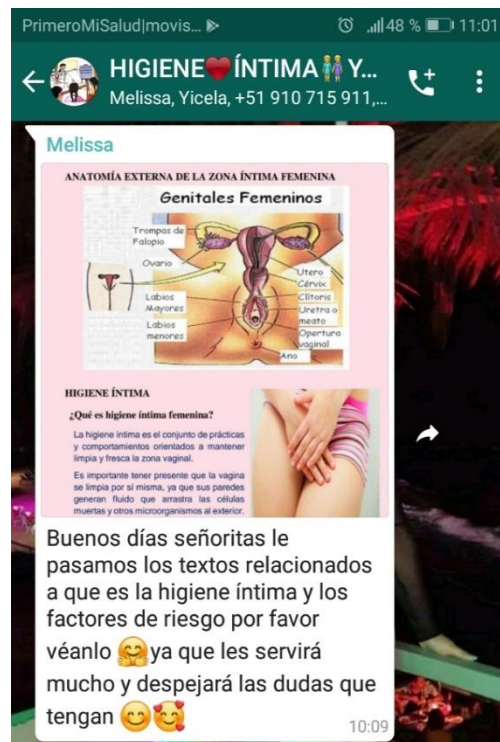 PrimeroMiSalud|movis... 48 % 11:01
HIGIENE❤️ÍNTIMA👭Y...
Melissa, Yicela, +51 910 715 911,...
Melissa
ANATOMÍA EXTERNA DE LA ZONA ÍNTIMA FEMENINA
Genitales Femeninos
Trompas de
Falopio
Ovario
Labios
Mayores
Labios
menores
Utero
Cérvix
Clítoris
Uretra o
meato
Opertura
vaginal
Ano
HIGIENE ÍNTIMA
¿Qué es higiene íntima femenina?
La higiene íntima es el conjunto de prácticas
y comportamientos orientados a mantener
limpia y fresca la zona vaginal.
Es importante tener presente que la vagina
se limpia por sí misma, ya que sus paredes
generan fluido que arrastra las células
muertas y otros microorganismos al exterior.
Buenos días señoritas le
pasamos los textos relacionados
a que es la higiene íntima y los
factores de riesgo por favor
véanlo 🤗ya que les servirá
mucho y despejará las dudas que
tengan 😊🥰
10:09